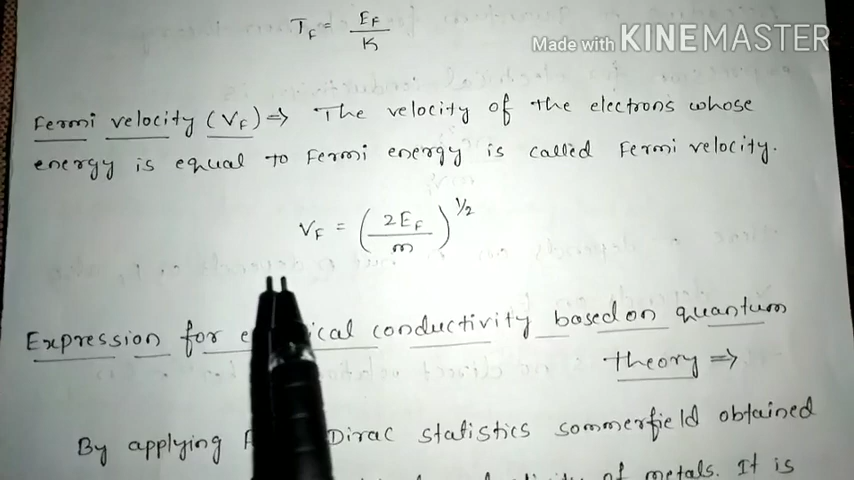 T_F = E_F / K
Made with KINEMASTER
Fermi velocity (V_F) ⇒ The velocity of the electrons whose
energy is equal to Fermi energy is called Fermi velocity.
V_F = (2E_F / m)^1/2
Expression for conductivity based on quantum
theory ⇒
By applying Dirac statistics sommerfield obtained
of metals. It is